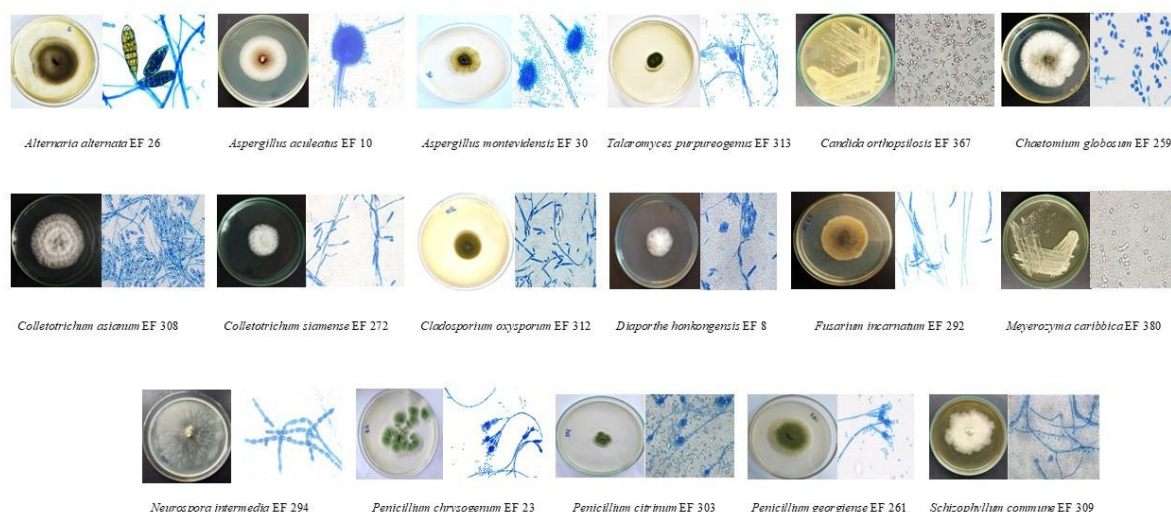 Alternaria alternata EF 26
Aspergillus aculeatus EF 10
Aspergillus montevidensis EF 30
Talaromyces purpureogenus EF 313
Candida orthopsilosis EF 367
Chaetomium globosum EF 259
Colletotrichum asianum EF 308
Colletotrichum siamense EF 272
Cladosporium oxysporum EF 312
Diaporthe honkongensis EF 8
Fusarium incarnatum EF 292
Meyerozyma caribbica EF 380
Neurospora intermedia EF 294
Penicillium chrysogenum EF 23
Penicillium citrinum EF 303
Penicillium georgiense EF 261
Schizophyllum commune EF 309